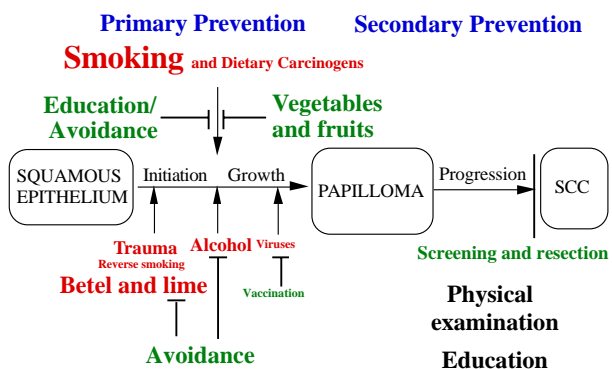 Primary Prevention
Secondary Prevention
Smoking and Dietary Carcinogens
Education/
Avoidance
Vegetables
and fruits
SQUAMOUS
EPITHELIUM
Initiation
Growth
PAPILLOMA
Progression
SCC
Trauma
Reverse smoking
Betel and lime
Alcohol
Viruses
Vaccination
Avoidance
Screening and resection
Physical
examination
Education